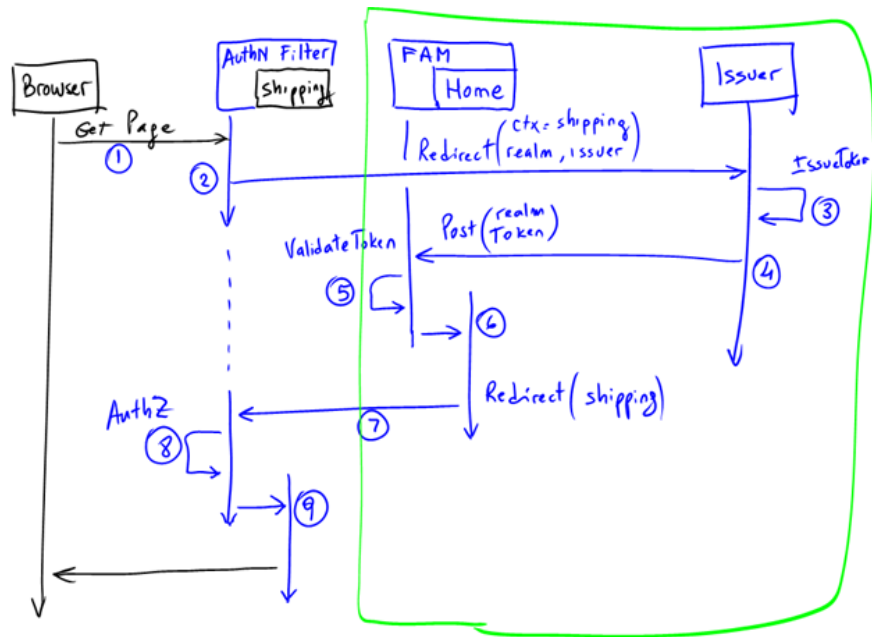 Browser
AuthN Filter
Shipping
FAM
Home
Issuer
Get Page
①
②
Redirect (ctx = shipping
realm, issuer)
IssueToken
③
Post (realm
Token)
④
ValidateToken
⑤
⑥
Redirect (shipping)
⑦
AuthZ
⑧
⑨